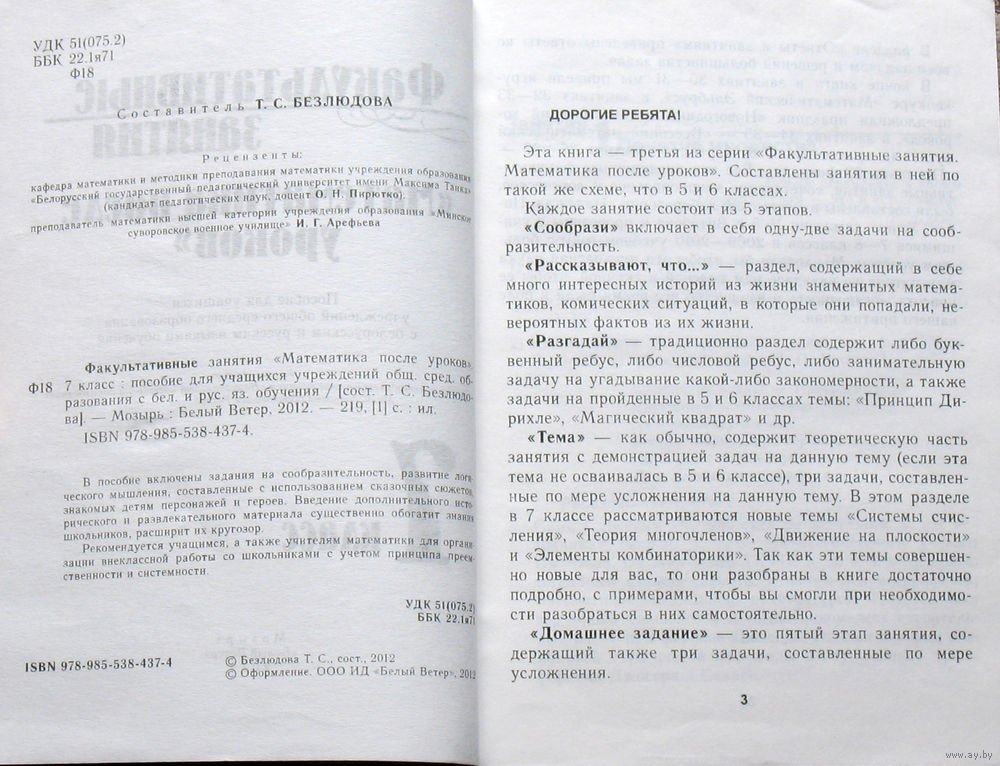 УДК 51(075.2)
ББК 22.1я71
Ф18
Составитель Т. С. БЕЗЛЮДОВА
Рецензенты:
кафедра математики и методики преподавания математики учреждения образования
«Белорусский государственный педагогический университет имени Максима Танка»
(кандидат педагогических наук, доцент О. Н. Пирютко).
преподаватель математики высшей категории учреждения образования «Минское
суворовское военное училище» И. Г. Арефьева
Факультативные занятия «Математика после уроков».
Ф18 7 класс : пособие для учащихся учреждений общ. сред. об-
разования с бел. и рус. яз. обучения / [сост. Т. С. Безлюдо-
ва]. — Мозырь : Белый Ветер, 2012. — 219, [1] с. : ил.
ISBN 978-985-538-437-4.
В пособие включены задания на сообразительность, развитие логи-
ческого мышления, составленные с использованием сказочных сюжетов,
знакомых детям персонажей и героев. Введение дополнительного исто-
рического и развлекательного материала существенно обогатит знания
школьников, расширит их кругозор.
Рекомендуется учащимся, а также учителям математики для органи-
зации внеклассной работы со школьниками с учетом принципа преем-
ственности и системности.
УДК 51(075.2)
ББК 22.1я71
ISBN 978-985-538-437-4
© Безлюдова Т. С., сост., 2012
© Оформление. ООО ИД «Белый Ветер», 2012
ДОРОГИЕ РЕБЯТА!
Эта книга — третья из серии «Факультативные занятия.
Математика после уроков». Составлены занятия в ней по
такой же схеме, что в 5 и 6 классах.
Каждое занятие состоит из 5 этапов.
«Сообрази» включает в себя одну-две задачи на сооб-
разительность.
«Рассказывают, что...» — раздел, содержащий в себе
много интересных историй из жизни знаменитых матема-
тиков, комических ситуаций, в которые они попадали, не-
вероятных фактов из их жизни.
«Разгадай» — традиционно раздел содержит либо бук-
венный ребус, либо числовой ребус, либо занимательную
задачу на угадывание какой-либо закономерности, а также
задачи на пройденные в 5 и 6 классах темы: «Принцип Ди-
рихле», «Магический квадрат» и др.
«Тема» — как обычно, содержит теоретическую часть
занятия с демонстрацией задач на данную тему (если эта
тема не осваивалась в 5 и 6 классе), три задачи, составлен-
ные по мере усложнения на данную тему. В этом разделе
в 7 классе рассматриваются новые темы «Системы счис-
ления», «Теория многочленов», «Движение на плоскости»
и «Элементы комбинаторики». Так как эти темы совершен-
но новые для вас, то они разобраны в книге достаточно
подробно, с примерами, чтобы вы смогли при необходимо-
сти разобраться в них самостоятельно.
«Домашнее задание» — это пятый этап занятия, со-
держащий также три задачи, составленные по мере
усложнения.
3
www.ay.by